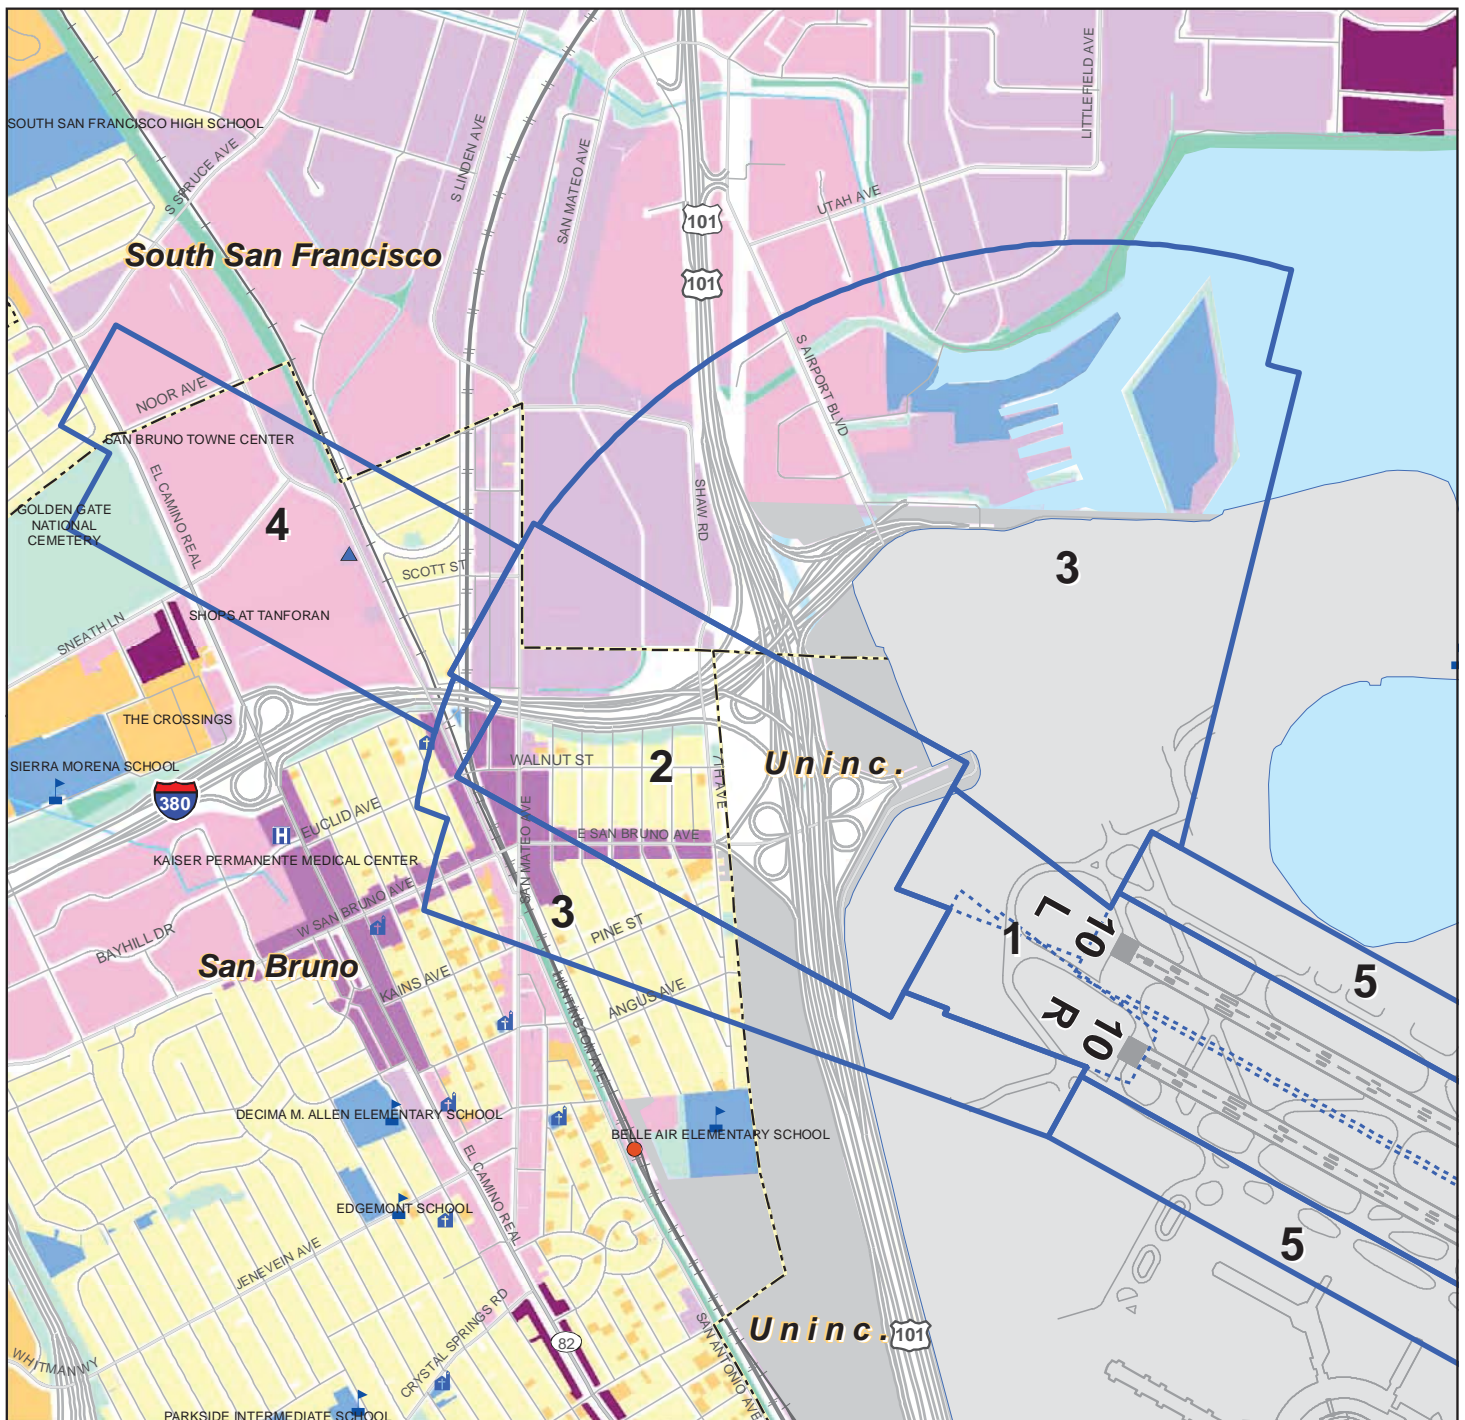 LITTLEFIELD AVE
SOUTH SAN FRANCISCO HIGH SCHOOL
S SPRUCE AVE
S LINDEN AVE
SAN MATEO AVE
UTAH AVE
101
South San Francisco
101
S AIRPORT BLVD
NOOR AVE
SAN BRUNO TOWNE CENTER
EL CAMINO REAL
GOLDEN GATE
NATIONAL
CEMETERY
4
SHAW RD
3
SCOTT ST
SNEATH LN
SHOPS AT TANFORAN
THE CROSSINGS
WALNUT ST
2
7TH AVE
Uninc.
SIERRA MORENA SCHOOL
380
EUCLID AVE
SAN MATEO AVE
E SAN BRUNO AVE
H
KAISER PERMANENTE MEDICAL CENTER
W SAN BRUNO AVE
3
PINE ST
BAYHILL DR
San Bruno
KAINS AVE
HUNTINGTON AVE
ANGUS AVE
10
L
1
10
R
5
DECIMA M. ALLEN ELEMENTARY SCHOOL
BELLE AIR ELEMENTARY SCHOOL
EL CAMINO REAL
EDGEMONT SCHOOL
JENEVEIN AVE
5
CRYSTAL SPRINGS RD
82
SAN ANTONIO AVE
Uninc.
101
WHITMAN WY
PARKSIDE INTERMEDIATE SCHOOL